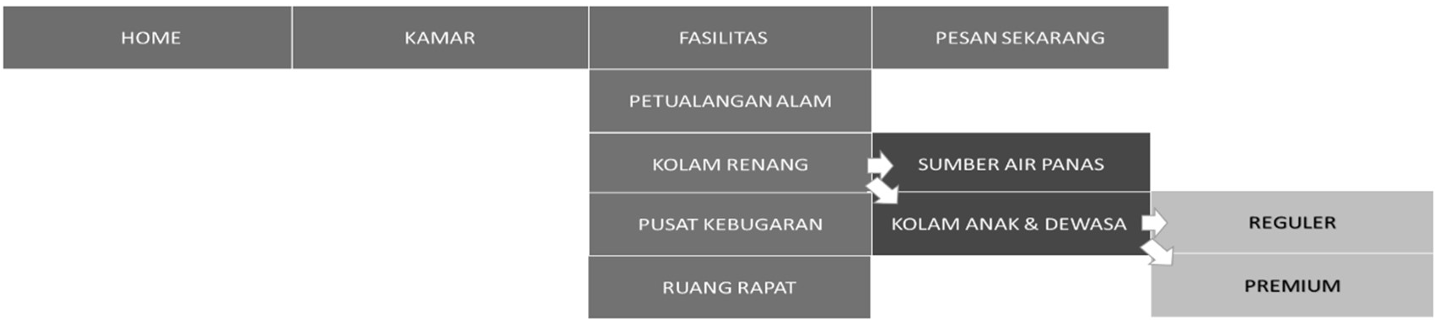 HOME
KAMAR
FASILITAS
PESAN SEKARANG
PETUALANGAN ALAM
KOLAM RENANG
SUMBER AIR PANAS
PUSAT KEBUGARAN
KOLAM ANAK & DEWASA
REGULER
RUANG RAPAT
PREMIUM